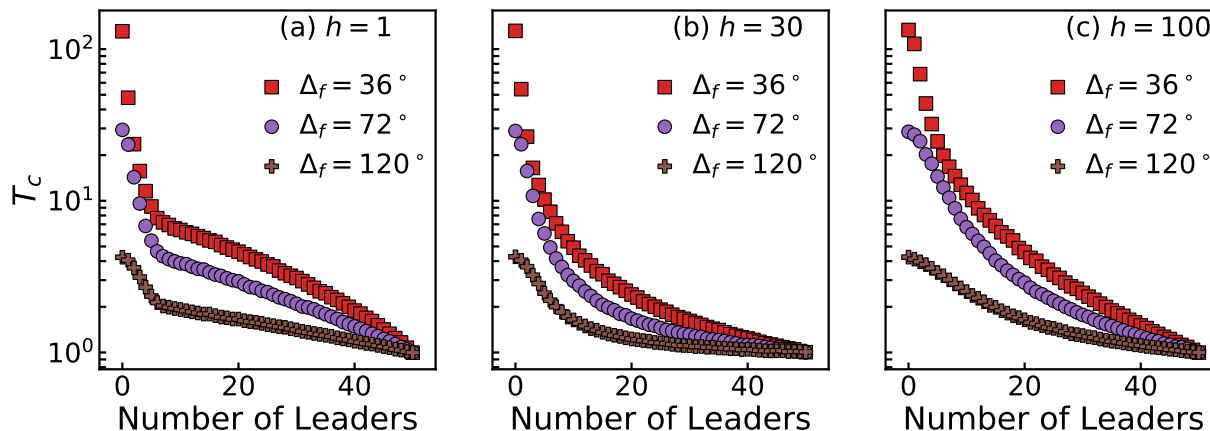 (a) h = 1
Δf = 36°
Δf = 72°
Δf = 120°
Tc
10²
10¹
10⁰
0 20 40
Number of Leaders
(b) h = 30
Δf = 36°
Δf = 72°
Δf = 120°
0 20 40
Number of Leaders
(c) h = 100
Δf = 36°
Δf = 72°
Δf = 120°
0 20 40
Number of Leaders